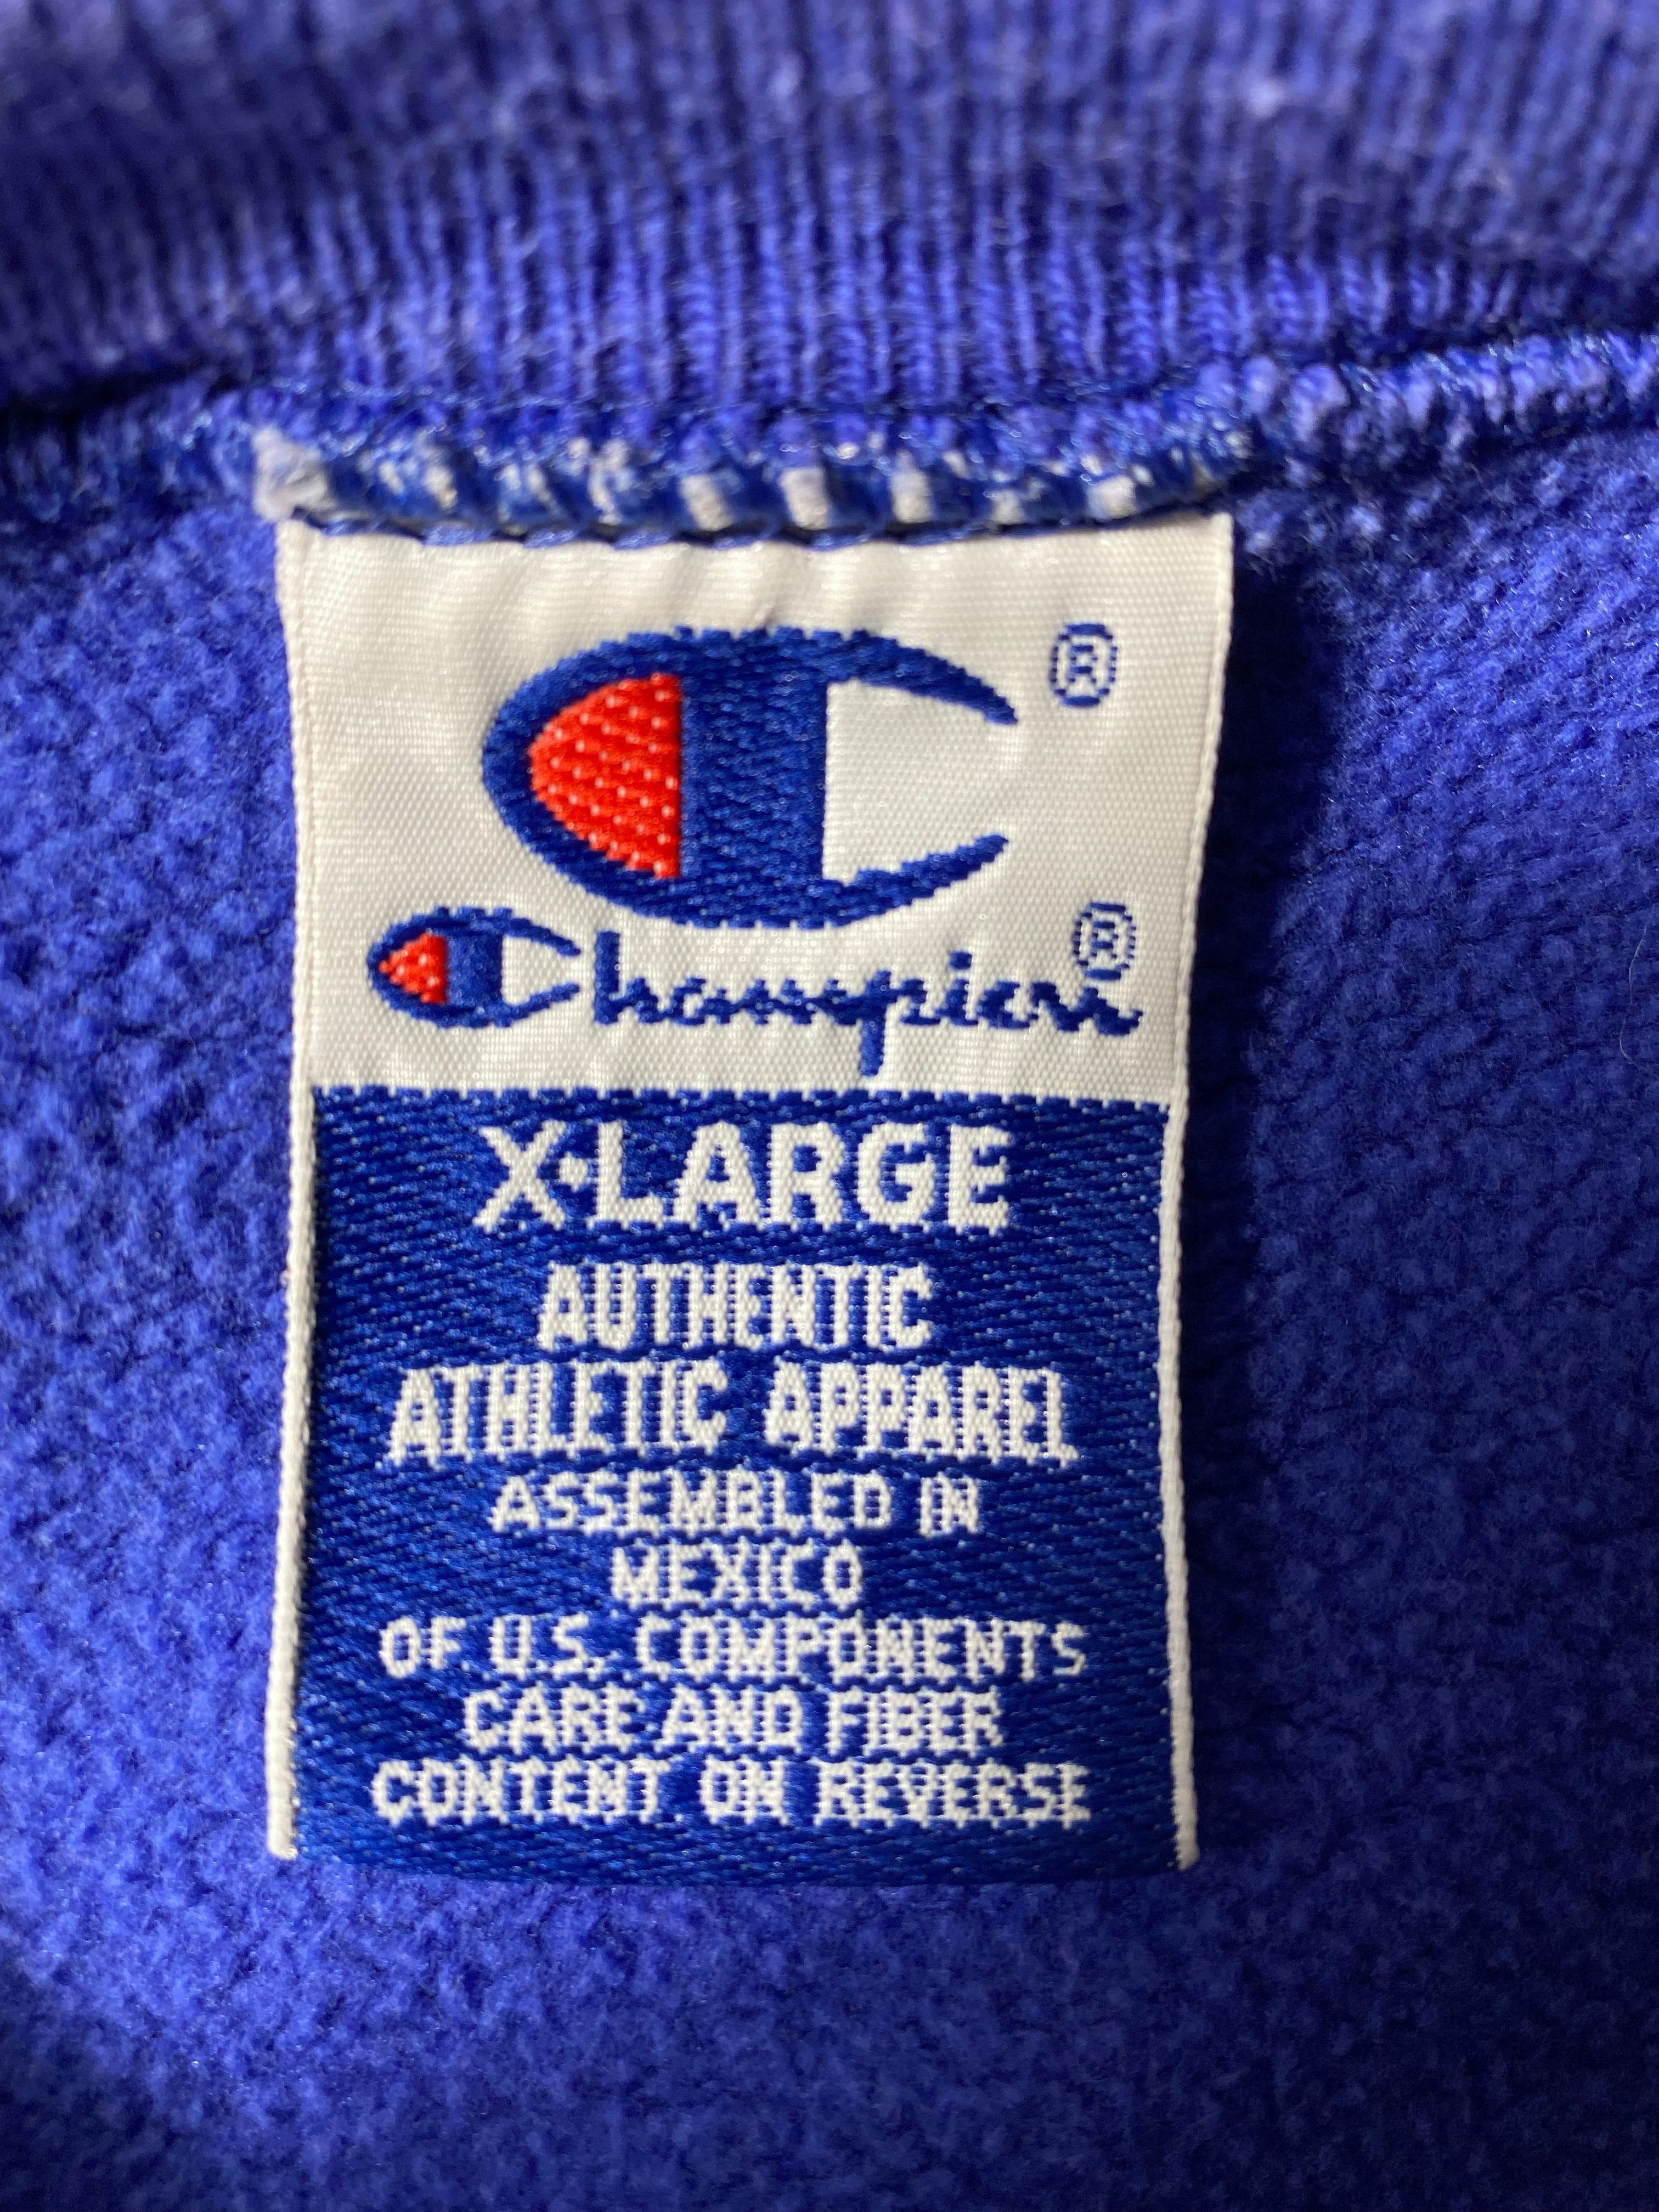 ®
Champion®
X-LARGE
AUTHENTIC
ATHLETIC APPAREL
ASSEMBLED IN
MEXICO
OF U.S. COMPONENTS
CARE AND FIBER
CONTENT ON REVERSE